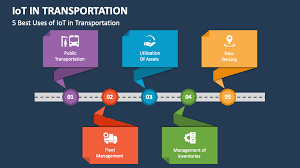 IoT IN TRANSPORTATION
5 Best Uses of IoT in Transportation
Public
Transportation
Utilization
Of Assets
Geo-
Fencing
01
02
03
04
05
Fleet
Management
Management of
Inventories